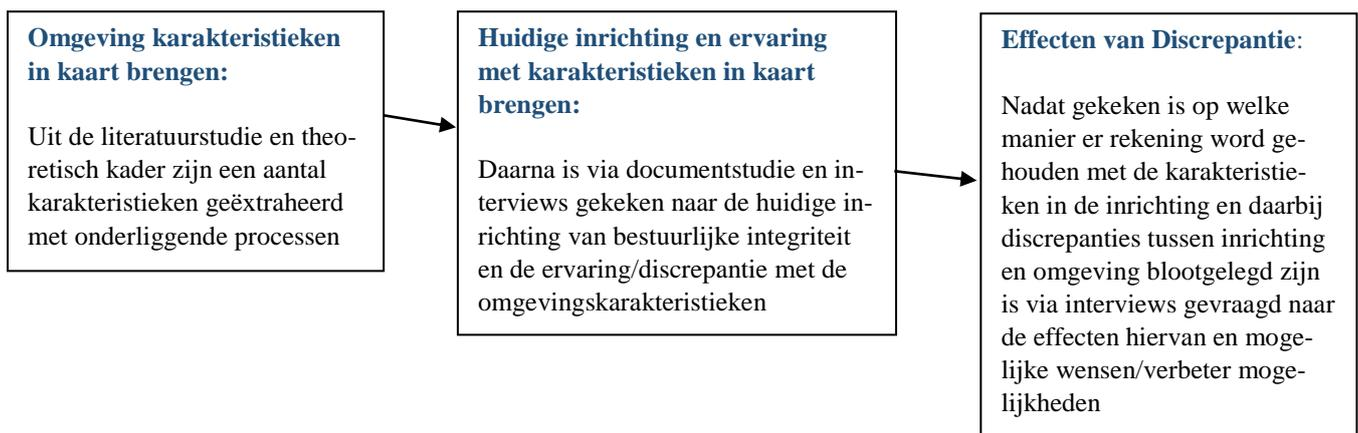 Omgeving karakteristieken
in kaart brengen:
Uit de literatuurstudie en theo-
retisch kader zijn een aantal
karakteristieken geëxtraheerd
met onderliggende processen
Huidige inrichting en ervaring
met karakteristieken in kaart
brengen:
Daarna is via documentstudie en in-
terviews gekeken naar de huidige in-
richting van bestuurlijke integriteit
en de ervaring/discrepantie met de
omgevingskarakteristieken
Effecten van Discrepantie:
Nadat gekeken is op welke
manier er rekening word ge-
houden met de karakteristie-
ken in de inrichting en daarbij
discrepanties tussen inrichting
en omgeving blootgelegd zijn
is via interviews gevraagd naar
de effecten hiervan en moge-
lijke wensen/verbeter moge-
lijkheden